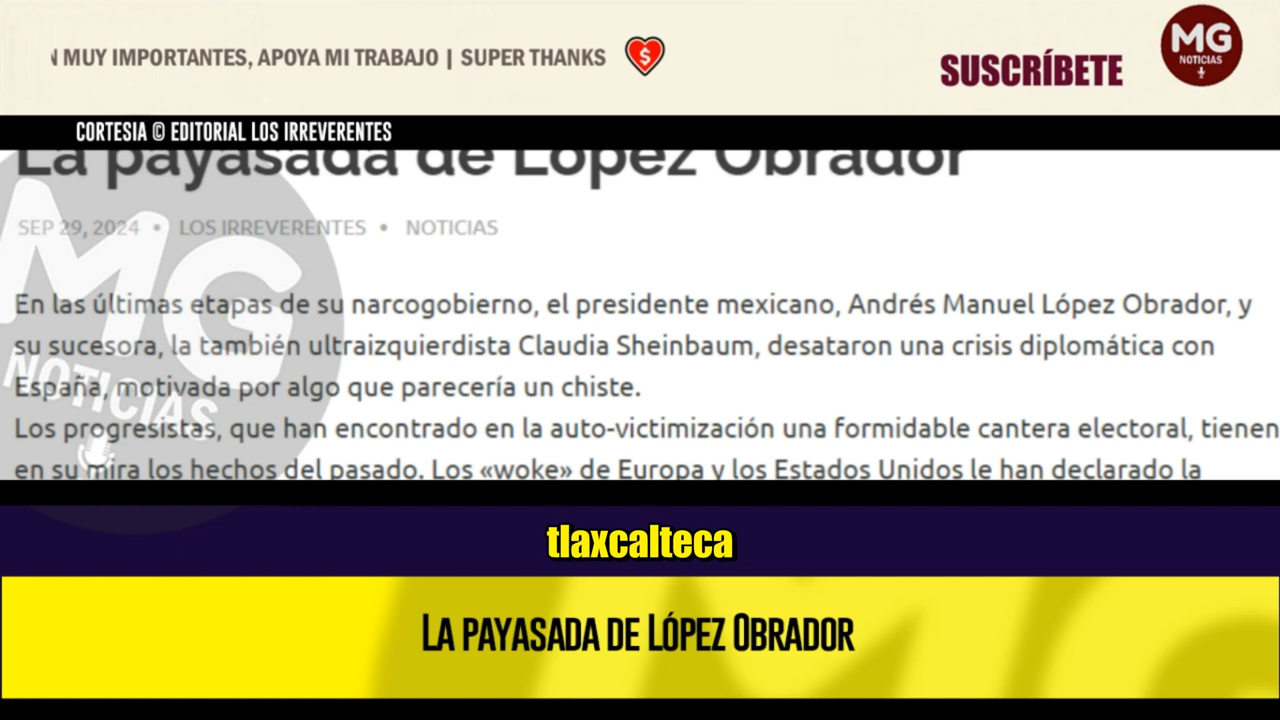 N MUY IMPORTANTES, APOYA MI TRABAJO | SUPER THANKS
SUSCRÍBETE
MG
NOTICIAS
CORTESIA © EDITORIAL LOS IRREVERENTES
La payasada de López Obrador
SEP 29, 2024 • LOS IRREVERENTES • NOTICIAS
En las últimas etapas de su narcogobierno, el presidente mexicano, Andrés Manuel López Obrador, y
su sucesora, la también ultraizquierdista Claudia Sheinbaum, desataron una crisis diplomática con
España, motivada por algo que parecería un chiste.
Los progresistas, que han encontrado en la auto-victimización una formidable cantera electoral, tienen
en su mira los hechos del pasado. Los «woke» de Europa y los Estados Unidos le han declarado la
MG
NOTICIAS
tlaxcalteca
LA PAYASADA DE LÓPEZ OBRADOR